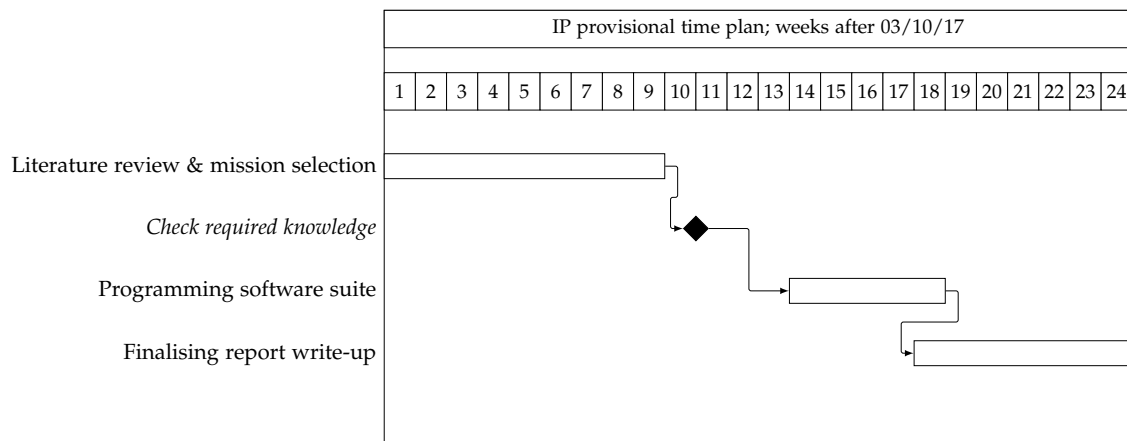 IP provisional time plan; weeks after 03/10/17
1 2 3 4 5 6 7 8 9 10 11 12 13 14 15 16 17 18 19 20 21 22 23 24
Literature review & mission selection
Check required knowledge
Programming software suite
Finalising report write-up